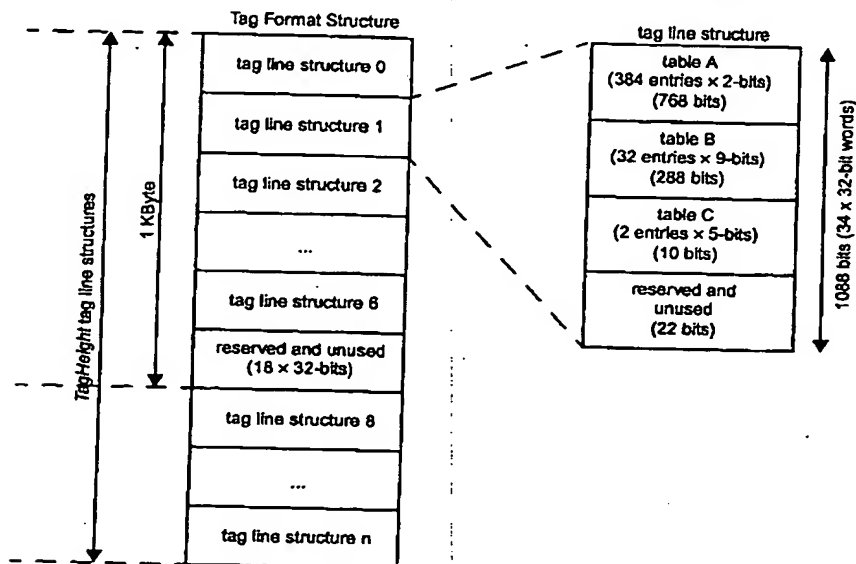 Tag Format Structure
tag line structure 0
tag line structure 1
tag line structure 2
...
tag line structure 6
reserved and unused
(18 × 32-bits)
tag line structure 8
...
tag line structure n
TagHeight tag line structures
1 KByte
tag line structure
table A
(384 entries × 2-bits)
(768 bits)
table B
(32 entries × 9-bits)
(288 bits)
table C
(2 entries × 5-bits)
(10 bits)
reserved and
unused
(22 bits)
1088 bits (34 x 32-bit words)